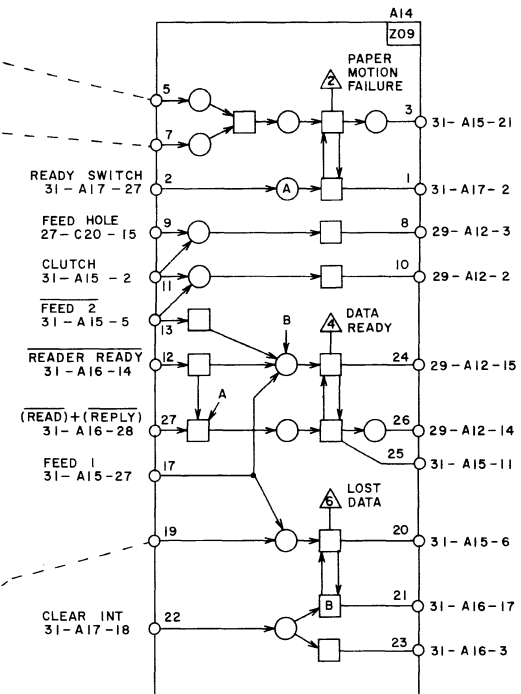 A14
Z09
PAPER
MOTION
FAILURE
2
5
3
31-A15-21
7
READY SWITCH
31-A17-27
2
A
1
31-A17-2
FEED HOLE
27-C20-15
9
8
29-A12-3
CLUTCH
31-A15-2
11
10
29-A12-2
FEED 2
31-A15-5
13
B
4
DATA
READY
READER READY
31-A16-14
12
24
29-A12-15
A
(READ)+(REPLY)
31-A16-28
27
26
29-A12-14
25
31-A15-11
FEED 1
31-A15-27
17
6
LOST
DATA
19
20
31-A15-6
B
21
31-A16-17
CLEAR INT
31-A17-18
22
23
31-A16-3